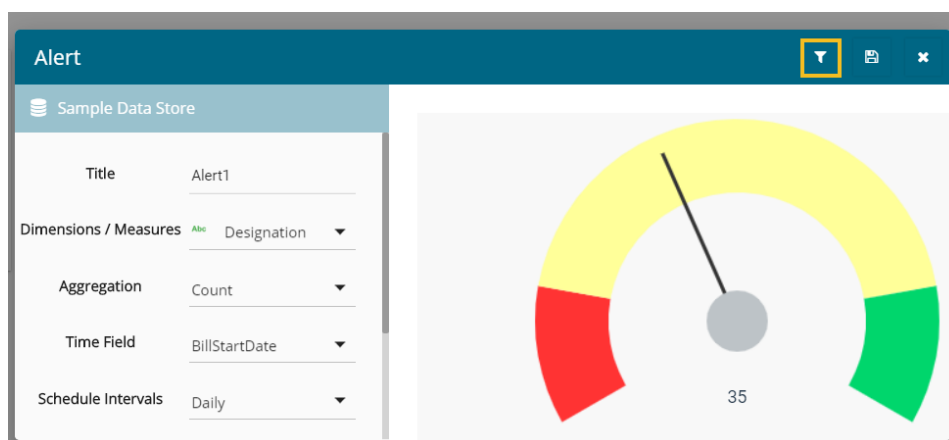 Alert
Sample Data Store
Title Alert1
Dimensions / Measures Abc Designation
Aggregation Count
Time Field BillStartDate
Schedule Intervals Daily
35